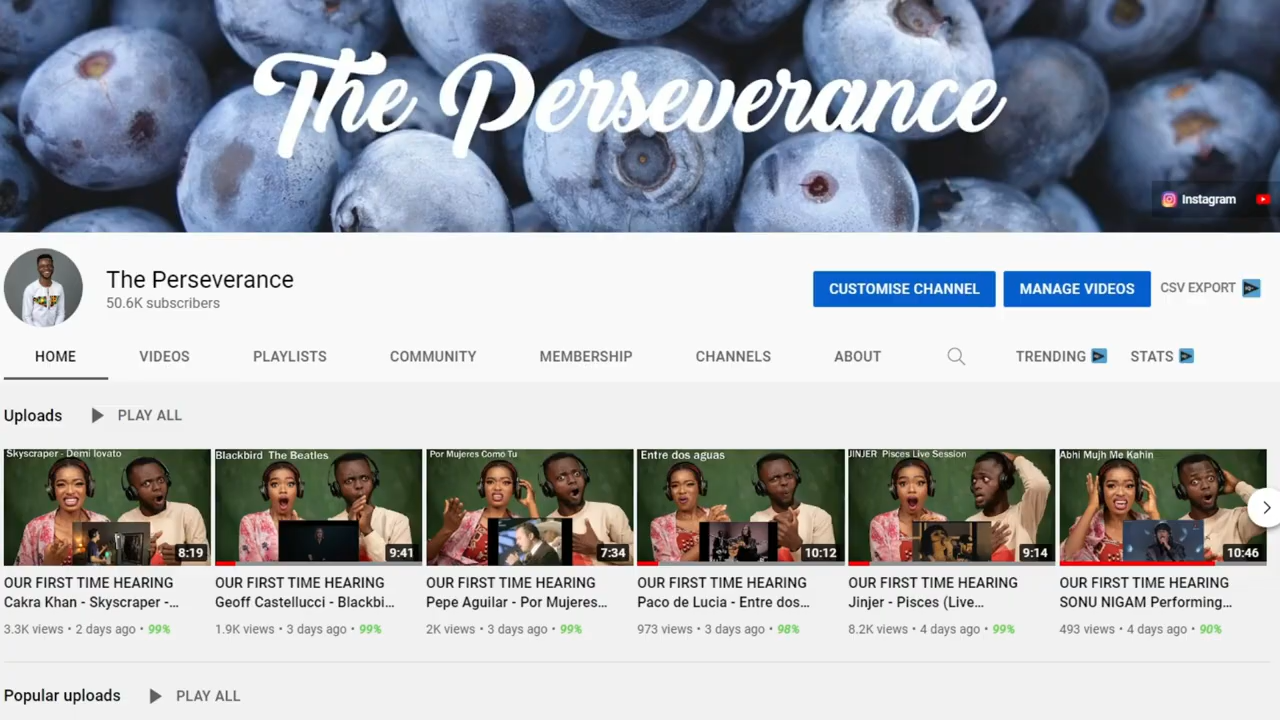 The Perseverance
Instagram
The Perseverance
50.6K subscribers
CUSTOMISE CHANNEL
MANAGE VIDEOS
CSV EXPORT
HOME
VIDEOS
PLAYLISTS
COMMUNITY
MEMBERSHIP
CHANNELS
ABOUT
TRENDING
STATS
Uploads
PLAY ALL
Skyscraper - Demi lovato
8:19
OUR FIRST TIME HEARING
Cakra Khan - Skyscraper -...
3.3K views • 2 days ago • 99%
Blackbird The Beatles
9:41
OUR FIRST TIME HEARING
Geoff Castellucci - Blackbi...
1.9K views • 3 days ago • 99%
Por Mujeres Como Tu
7:34
OUR FIRST TIME HEARING
Pepe Aguilar - Por Mujeres...
2K views • 3 days ago • 99%
Entre dos aguas
10:12
OUR FIRST TIME HEARING
Paco de Lucia - Entre dos...
973 views • 3 days ago • 98%
JINJER Pisces Live Session
9:14
OUR FIRST TIME HEARING
Jinjer - Pisces (Live...
8.2K views • 4 days ago • 99%
Abhi Mujh Me Kahin
10:46
OUR FIRST TIME HEARING
SONU NIGAM Performing...
493 views • 4 days ago • 90%
Popular uploads
PLAY ALL